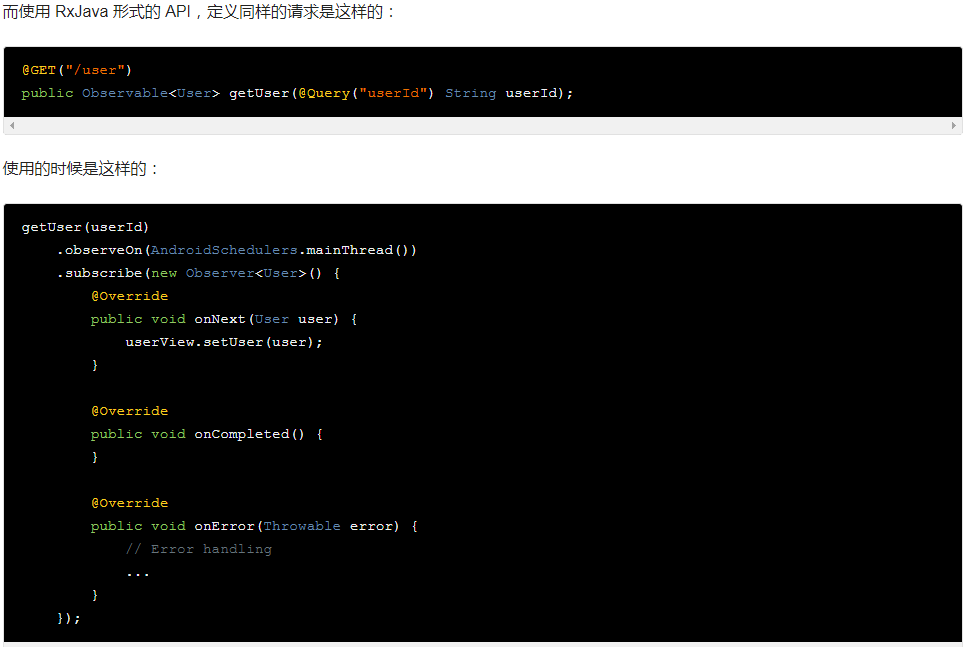 而使用 RxJava 形式的 API，定义同样的请求是这样的：
@GET("/user")
public Observable<User> getUser(@Query("userId") String userId);
使用的时候是这样的：
getUser(userId)
    .observeOn(AndroidSchedulers.mainThread())
    .subscribe(new Observer<User>() {
        @Override
        public void onNext(User user) {
            userView.setUser(user);
        }

        @Override
        public void onCompleted() {
        }

        @Override
        public void onError(Throwable error) {
            // Error handling
            ...
        }
    });